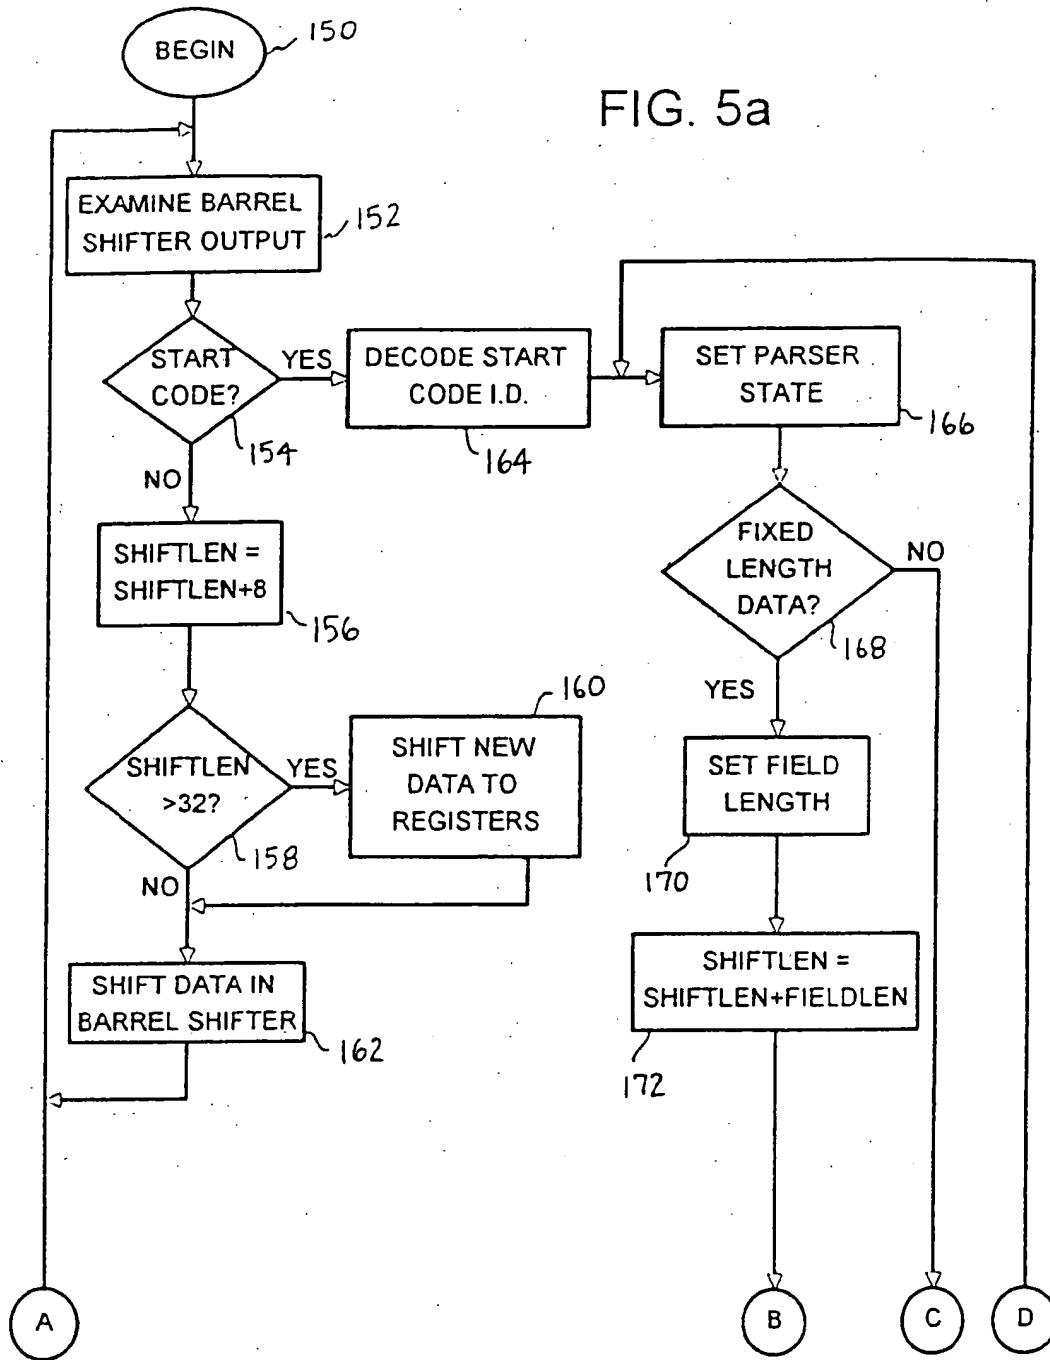 BEGIN
150
FIG. 5a
EXAMINE BARREL
SHIFTER OUTPUT
152
START
CODE?
YES
154
NO
DECODE START
CODE I.D.
164
SET PARSER
STATE
166
SHIFTLEN =
SHIFTLEN+8
156
FIXED
LENGTH
DATA?
NO
168
YES
SHIFTLEN
>32?
YES
158
NO
160
SHIFT NEW
DATA TO
REGISTERS
SET FIELD
LENGTH
170
SHIFT DATA IN
BARREL SHIFTER
162
SHIFTLEN =
SHIFTLEN+FIELDLEN
172
A
B
C
D